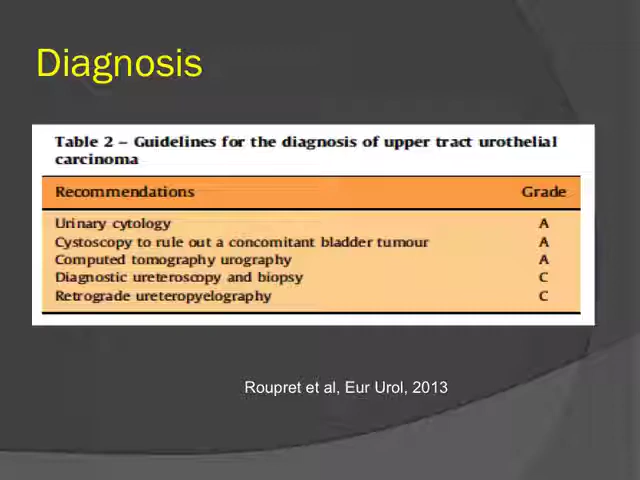 Diagnosis
Table 2 – Guidelines for the diagnosis of upper tract urothelial
carcinoma
Recommendations Grade
Urinary cytology A
Cystoscopy to rule out a concomitant bladder tumour A
Computed tomography urography A
Diagnostic ureteroscopy and biopsy C
Retrograde ureteropyelography C
Roupret et al, Eur Urol, 2013